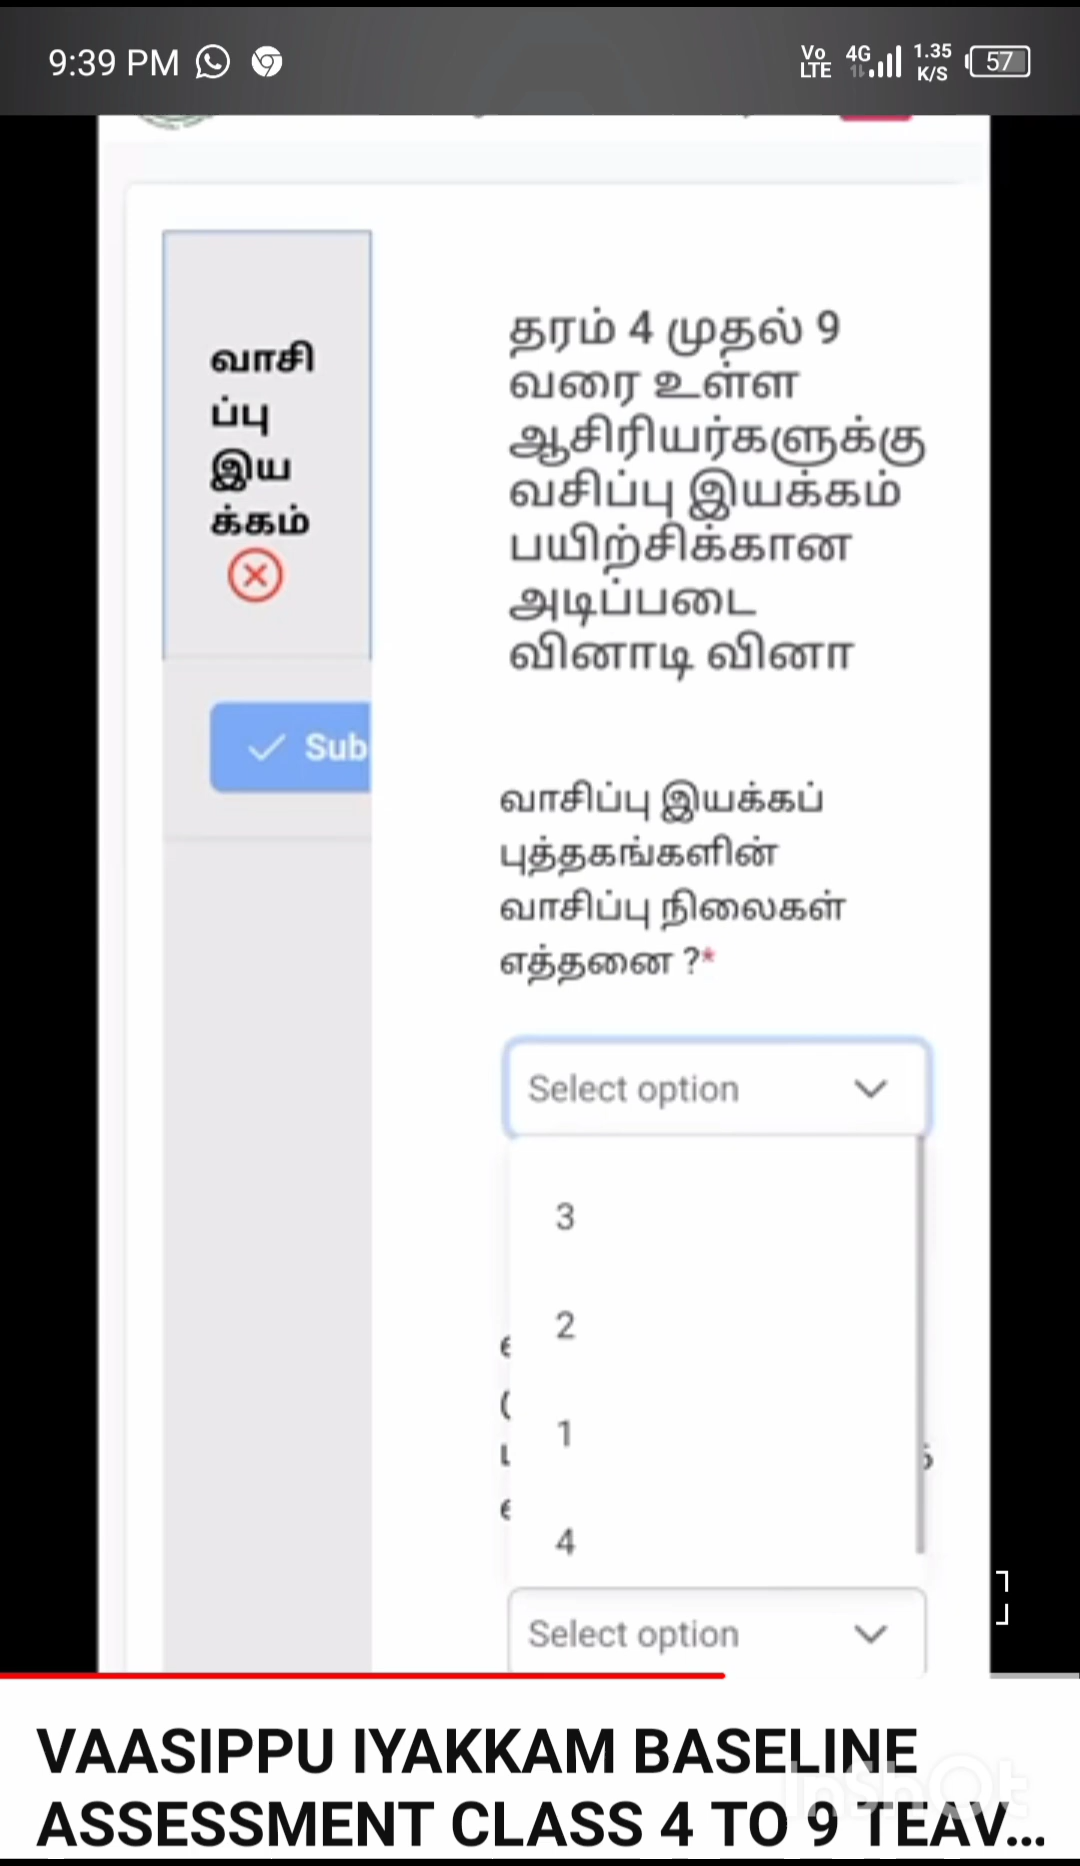 9:39 PM
Vo LTE 4G 1.35 K/S 57
வாசி
ப்பு
இய
க்கம்
Sub
தரம் 4 முதல் 9
வரை உள்ள
ஆசிரியர்களுக்கு
வசிப்பு இயக்கம்
பயிற்சிக்கான
அடிப்படை
வினாடி வினா
வாசிப்பு இயக்கப்
புத்தகங்களின்
வாசிப்பு நிலைகள்
எத்தனை ?*
Select option
3
2
1
4
Select option
VAASIPPU IYAKKAM BASELINE
ASSESSMENT CLASS 4 TO 9 TEAV...
InShOt